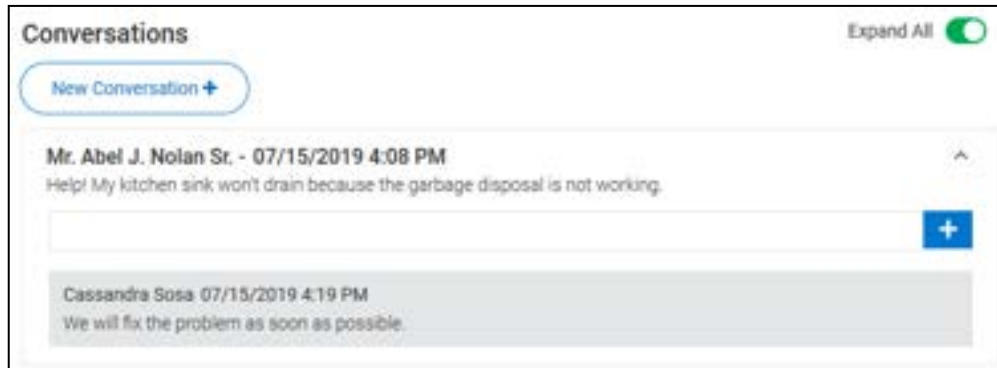 Conversations
Expand All
New Conversation +
Mr. Abel J. Nolan Sr. - 07/15/2019 4:08 PM
Help! My kitchen sink won't drain because the garbage disposal is not working.
+
Cassandra Sosa 07/15/2019 4:19 PM
We will fix the problem as soon as possible.